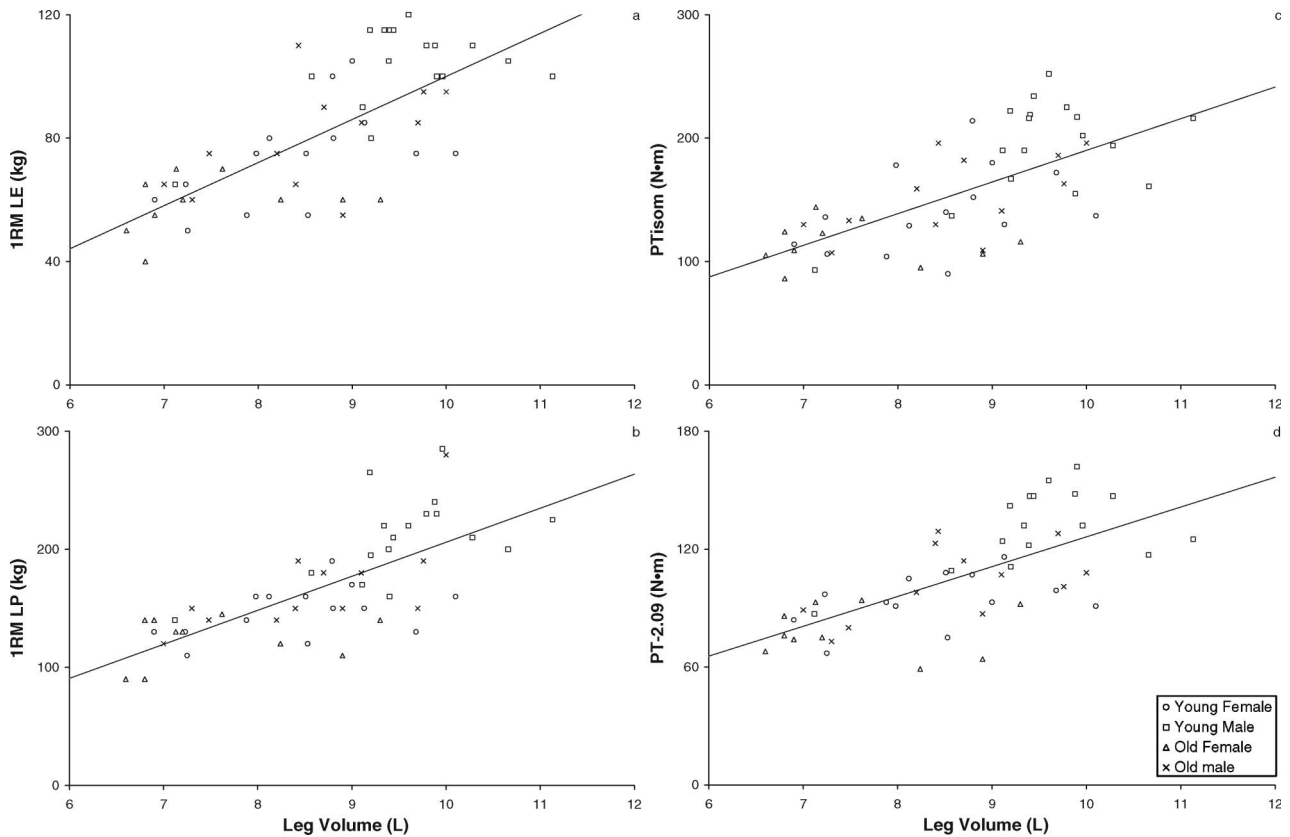 a
120
80
40
0
1RM LE (kg)
6 7 8 9 10 11 12
b
300
200
100
0
1RM LP (kg)
6 7 8 9 10 11 12
Leg Volume (L)
c
300
200
100
0
PTisom (N•m)
6 7 8 9 10 11 12
d
180
120
60
0
PT-2.09 (N•m)
6 7 8 9 10 11 12
Leg Volume (L)
Young Female
Young Male
Old Female
Old male